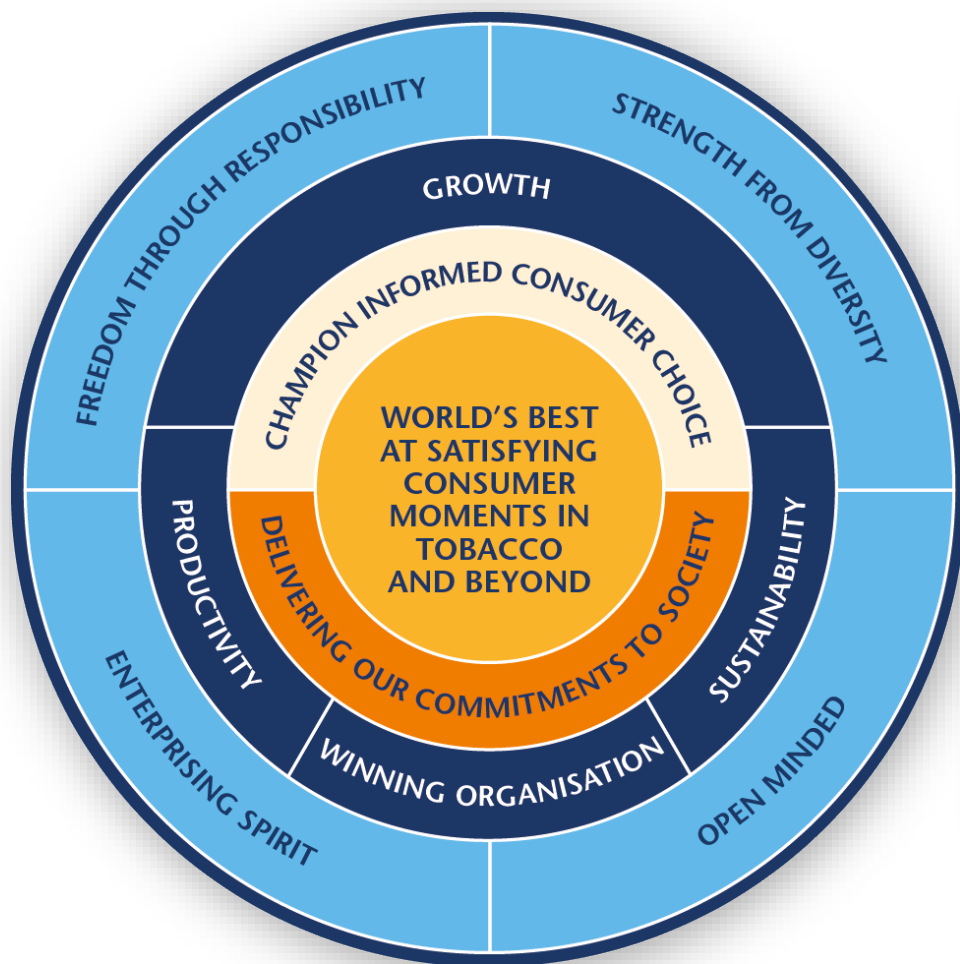 FREEDOM THROUGH RESPONSIBILITY
STRENGTH FROM DIVERSITY
GROWTH
CHAMPION INFORMED CONSUMER CHOICE
WORLD’S BEST
AT SATISFYING
CONSUMER
MOMENTS IN
TOBACCO
AND BEYOND
DELIVERING OUR COMMITMENTS TO SOCIETY
PRODUCTIVITY
SUSTAINABILITY
WINNING ORGANISATION
ENTERPRISING SPIRIT
OPEN MINDED